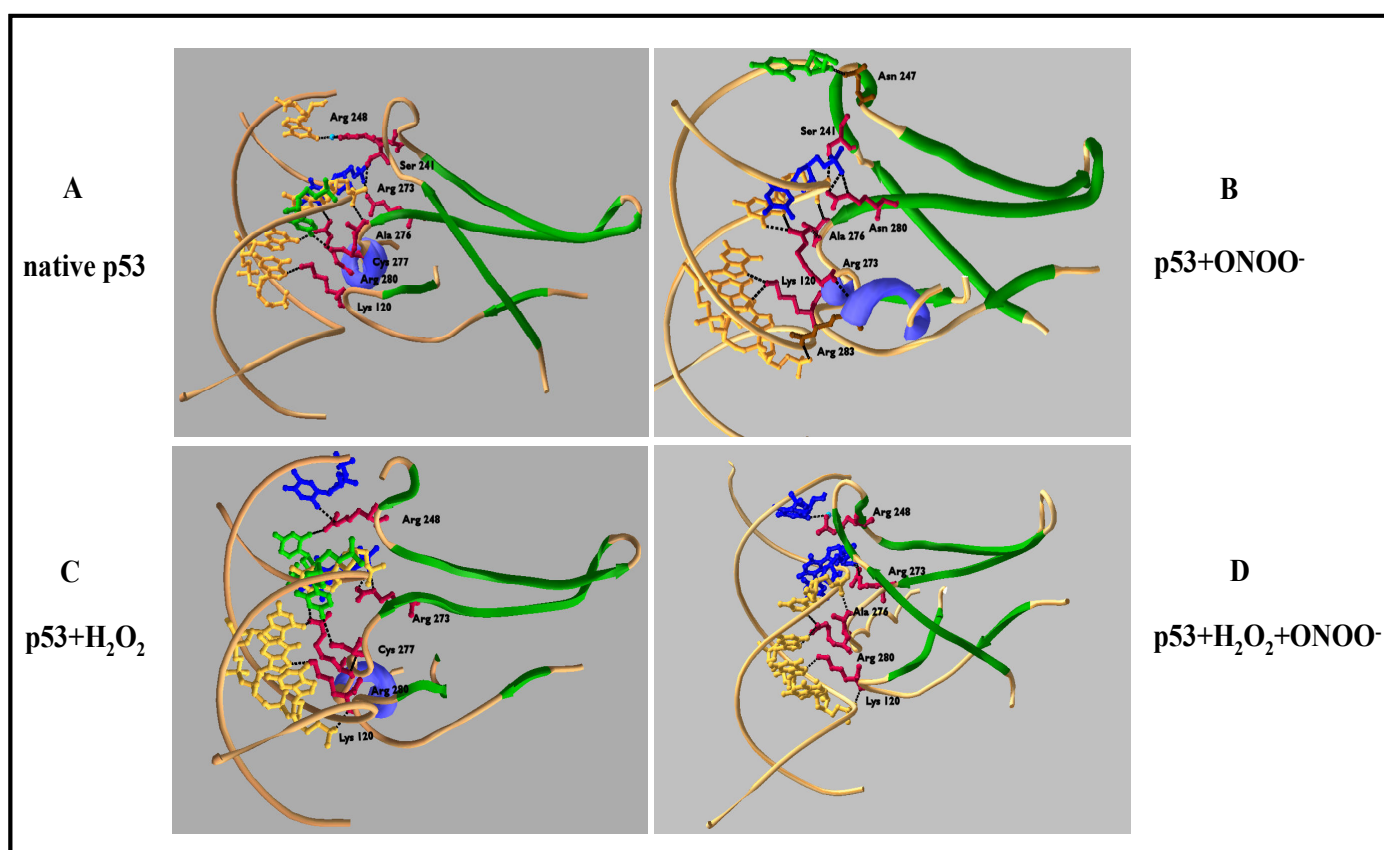 A
native p53
Arg 248
Ser 241
Arg 273
Ala 276
Cys 277
Arg 280
Lys 120
Asn 247
Ser 241
Asn 280
Ala 276
Arg 273
Lys 120
Arg 283
B
p53+ONOO⁻
C
p53+H₂O₂
Arg 248
Arg 273
Cys 277
Arg 280
Lys 120
Arg 248
Arg 273
Ala 276
Arg 280
Lys 120
D
p53+H₂O₂+ONOO⁻